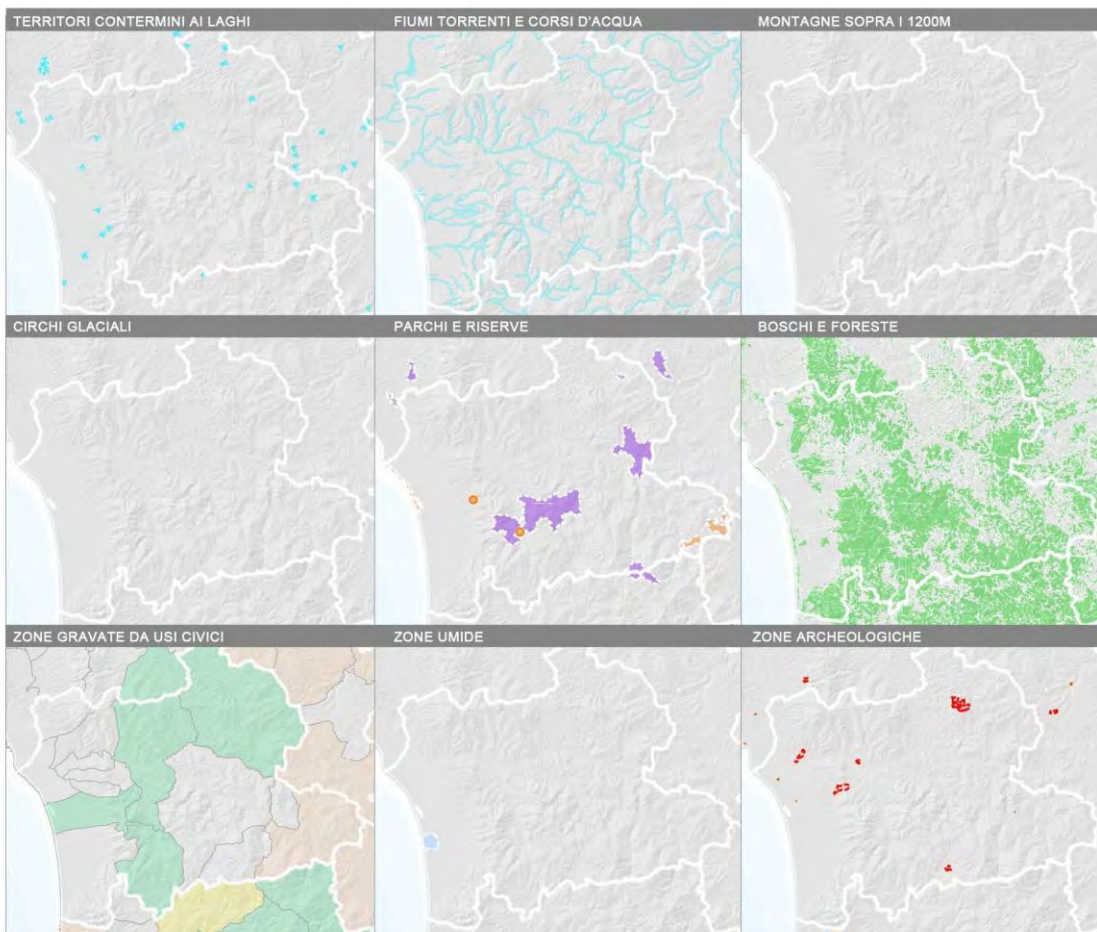 TERRITORI CONTERMINI AI LAGHI
FIUMI TORRENTI E CORSI D'ACQUA
MONTAGNE SOPRA I 1200M
CIRCHI GLACIALI
PARCHI E RISERVE
BOSCHI E FORESTE
ZONE GRAVATE DA USI CIVICI
ZONE UMIDE
ZONE ARCHEOLOGICHE